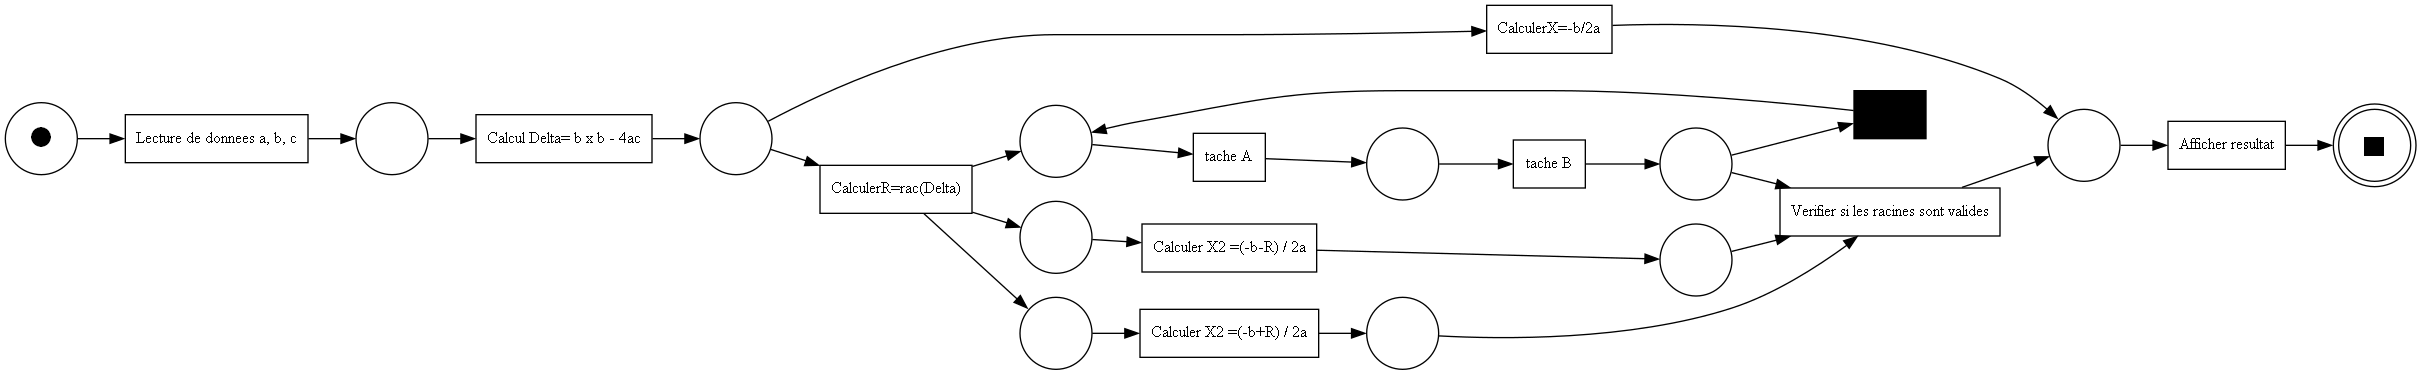 Lecture de donnees a, b, c
Calcul Delta= b x b - 4ac
CalculerX=-b/2a
CalculerR=rac(Delta)
tache A
tache B
Calculer X2 =(-b-R) / 2a
Calculer X2 =(-b+R) / 2a
Verifier si les racines sont valides
Afficher resultat